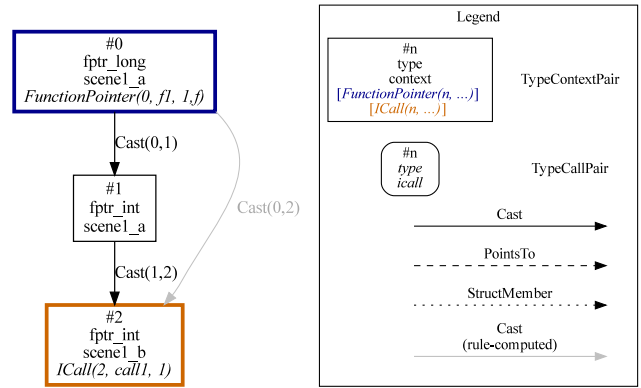 #0
fptr_long
scene1_a
FunctionPointer(0, f1, 1,f)
Cast(0,1)
#1
fptr_int
scene1_a
Cast(0,2)
Cast(1,2)
#2
fptr_int
scene1_b
ICall(2, call1, 1)
Legend
#n
type
context
[FunctionPointer(n, ...)]
[ICall(n, ...)]
TypeContextPair
#n
type
icall
TypeCallPair
Cast
PointsTo
StructMember
Cast
(rule-computed)